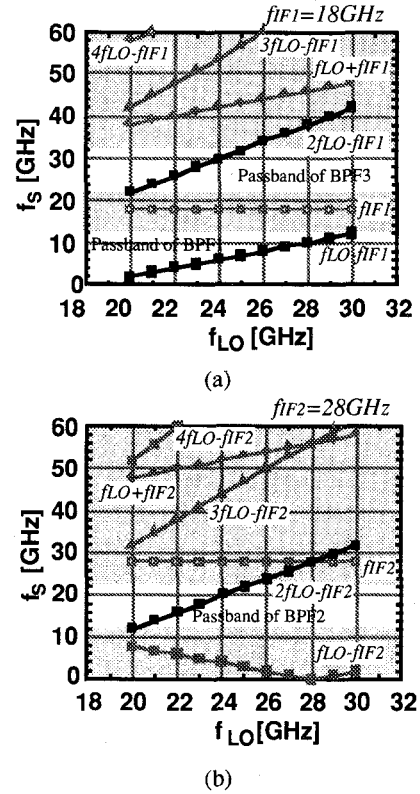 fIF1=18GHz
4fLO-fIF1
3fLO-fIF1
fLO+fIF1
2fLO-fIF1
Passband of BPF3
fIF1
Passband of BPF1
fLO-fIF1
60
50
40
30
20
10
0
fS [GHz]
18 20 22 24 26 28 30 32
fLO [GHz]
(a)
fIF2=28GHz
4fLO-fIF2
fLO+fIF2
3fLO-fIF2
fIF2
2fLO-fIF2
Passband of BPF2
fLO-fIF2
60
50
40
30
20
10
0
fS [GHz]
18 20 22 24 26 28 30 32
fLO[GHz]
(b)